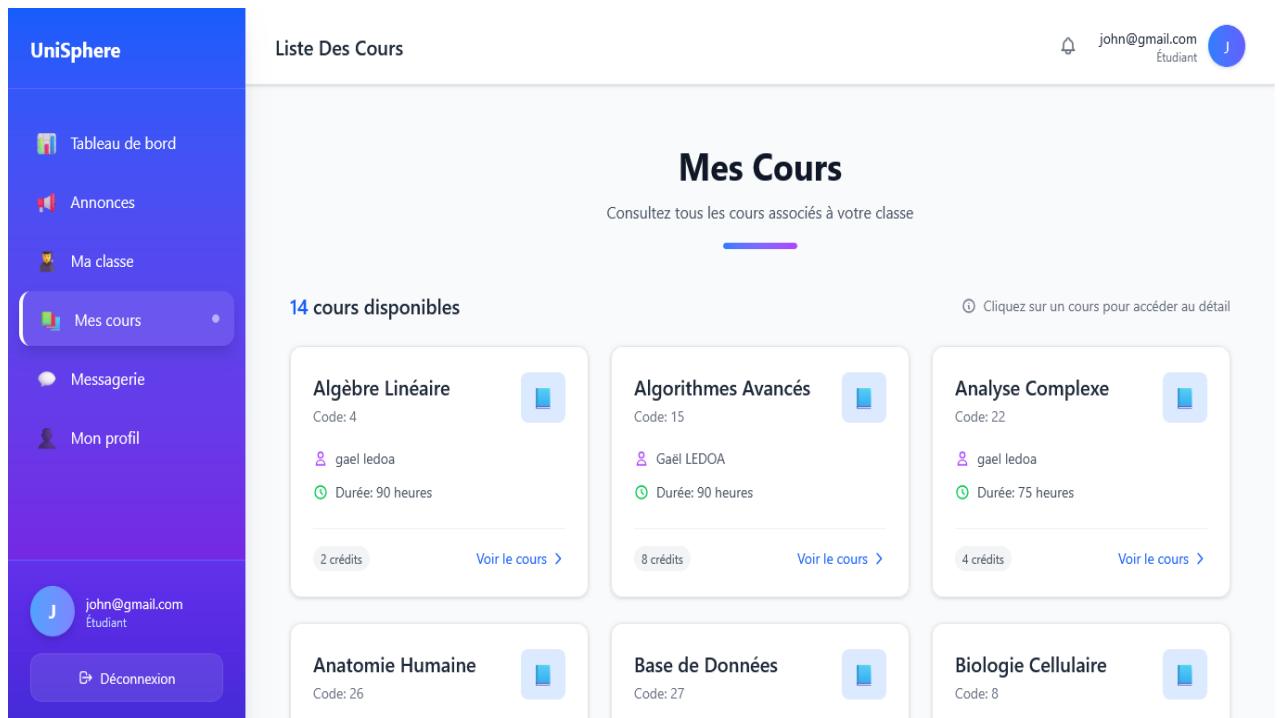 UniSphere
Tableau de bord
Annonces
Ma classe
Mes cours
Messagerie
Mon profil
J
john@gmail.com
Étudiant
Déconnexion
Liste Des Cours
john@gmail.com
Étudiant
J
Mes Cours
Consultez tous les cours associés à votre classe
14 cours disponibles
Cliquez sur un cours pour accéder au détail
Algèbre Linéaire
Code: 4
gael ledoa
Durée: 90 heures
2 crédits
Voir le cours
Algorithmes Avancés
Code: 15
Gaël LEDOA
Durée: 90 heures
8 crédits
Voir le cours
Analyse Complexe
Code: 22
gael ledoa
Durée: 75 heures
4 crédits
Voir le cours
Anatomie Humaine
Code: 26
Base de Données
Code: 27
Biologie Cellulaire
Code: 8